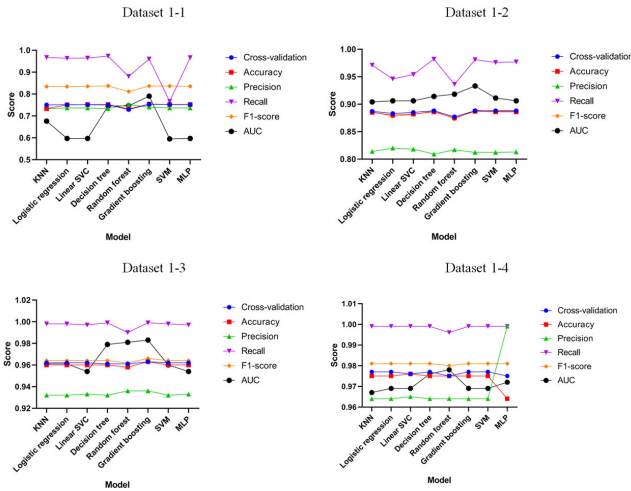 Dataset 1-1
1.0
0.9
0.8
0.7
0.6
0.5
Score
KNN
Logistic regression
Linear SVC
Decision tree
Random forest
Gradient boosting
SVM
MLP
Model
Cross-validation
Accuracy
Precision
Recall
F1-score
AUC
Dataset 1-2
1.00
0.95
0.90
0.85
0.80
Score
KNN
Logistic regression
Linear SVC
Decision tree
Random forest
Gradient boosting
SVM
MLP
Model
Cross-validation
Accuracy
Precision
Recall
F1-score
AUC
Dataset 1-3
1.02
1.00
0.98
0.96
0.94
0.92
Score
KNN
Logistic regression
Linear SVC
Decision tree
Random forest
Gradient boosting
SVM
MLP
Model
Cross-validation
Accuracy
Precision
Recall
F1-score
AUC
Dataset 1-4
1.01
1.00
0.99
0.98
0.97
0.96
Score
KNN
Logistic regression
Linear SVC
Decision tree
Random forest
Gradient boosting
SVM
MLP
Model
Cross-validation
Accuracy
Precision
Recall
F1-score
AUC